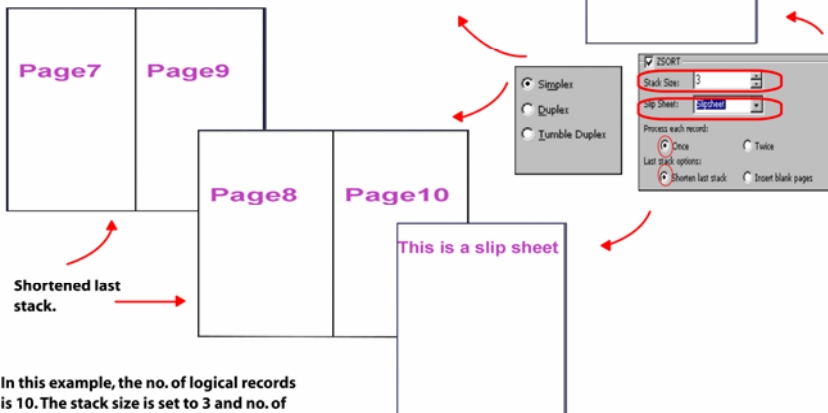 Page7 Page9
Simplex
Duplex
Tumble Duplex
ZSORT
Stack Size: 3
Slip Sheet: Slipsheet
Process each record:
Once Twice
Last stack options:
Shorten last stack Insert blank pages
Page8 Page10
This is a slip sheet
Shortened last
stack.
In this example, the no. of logical records
is 10. The stack size is set to 3 and no. of